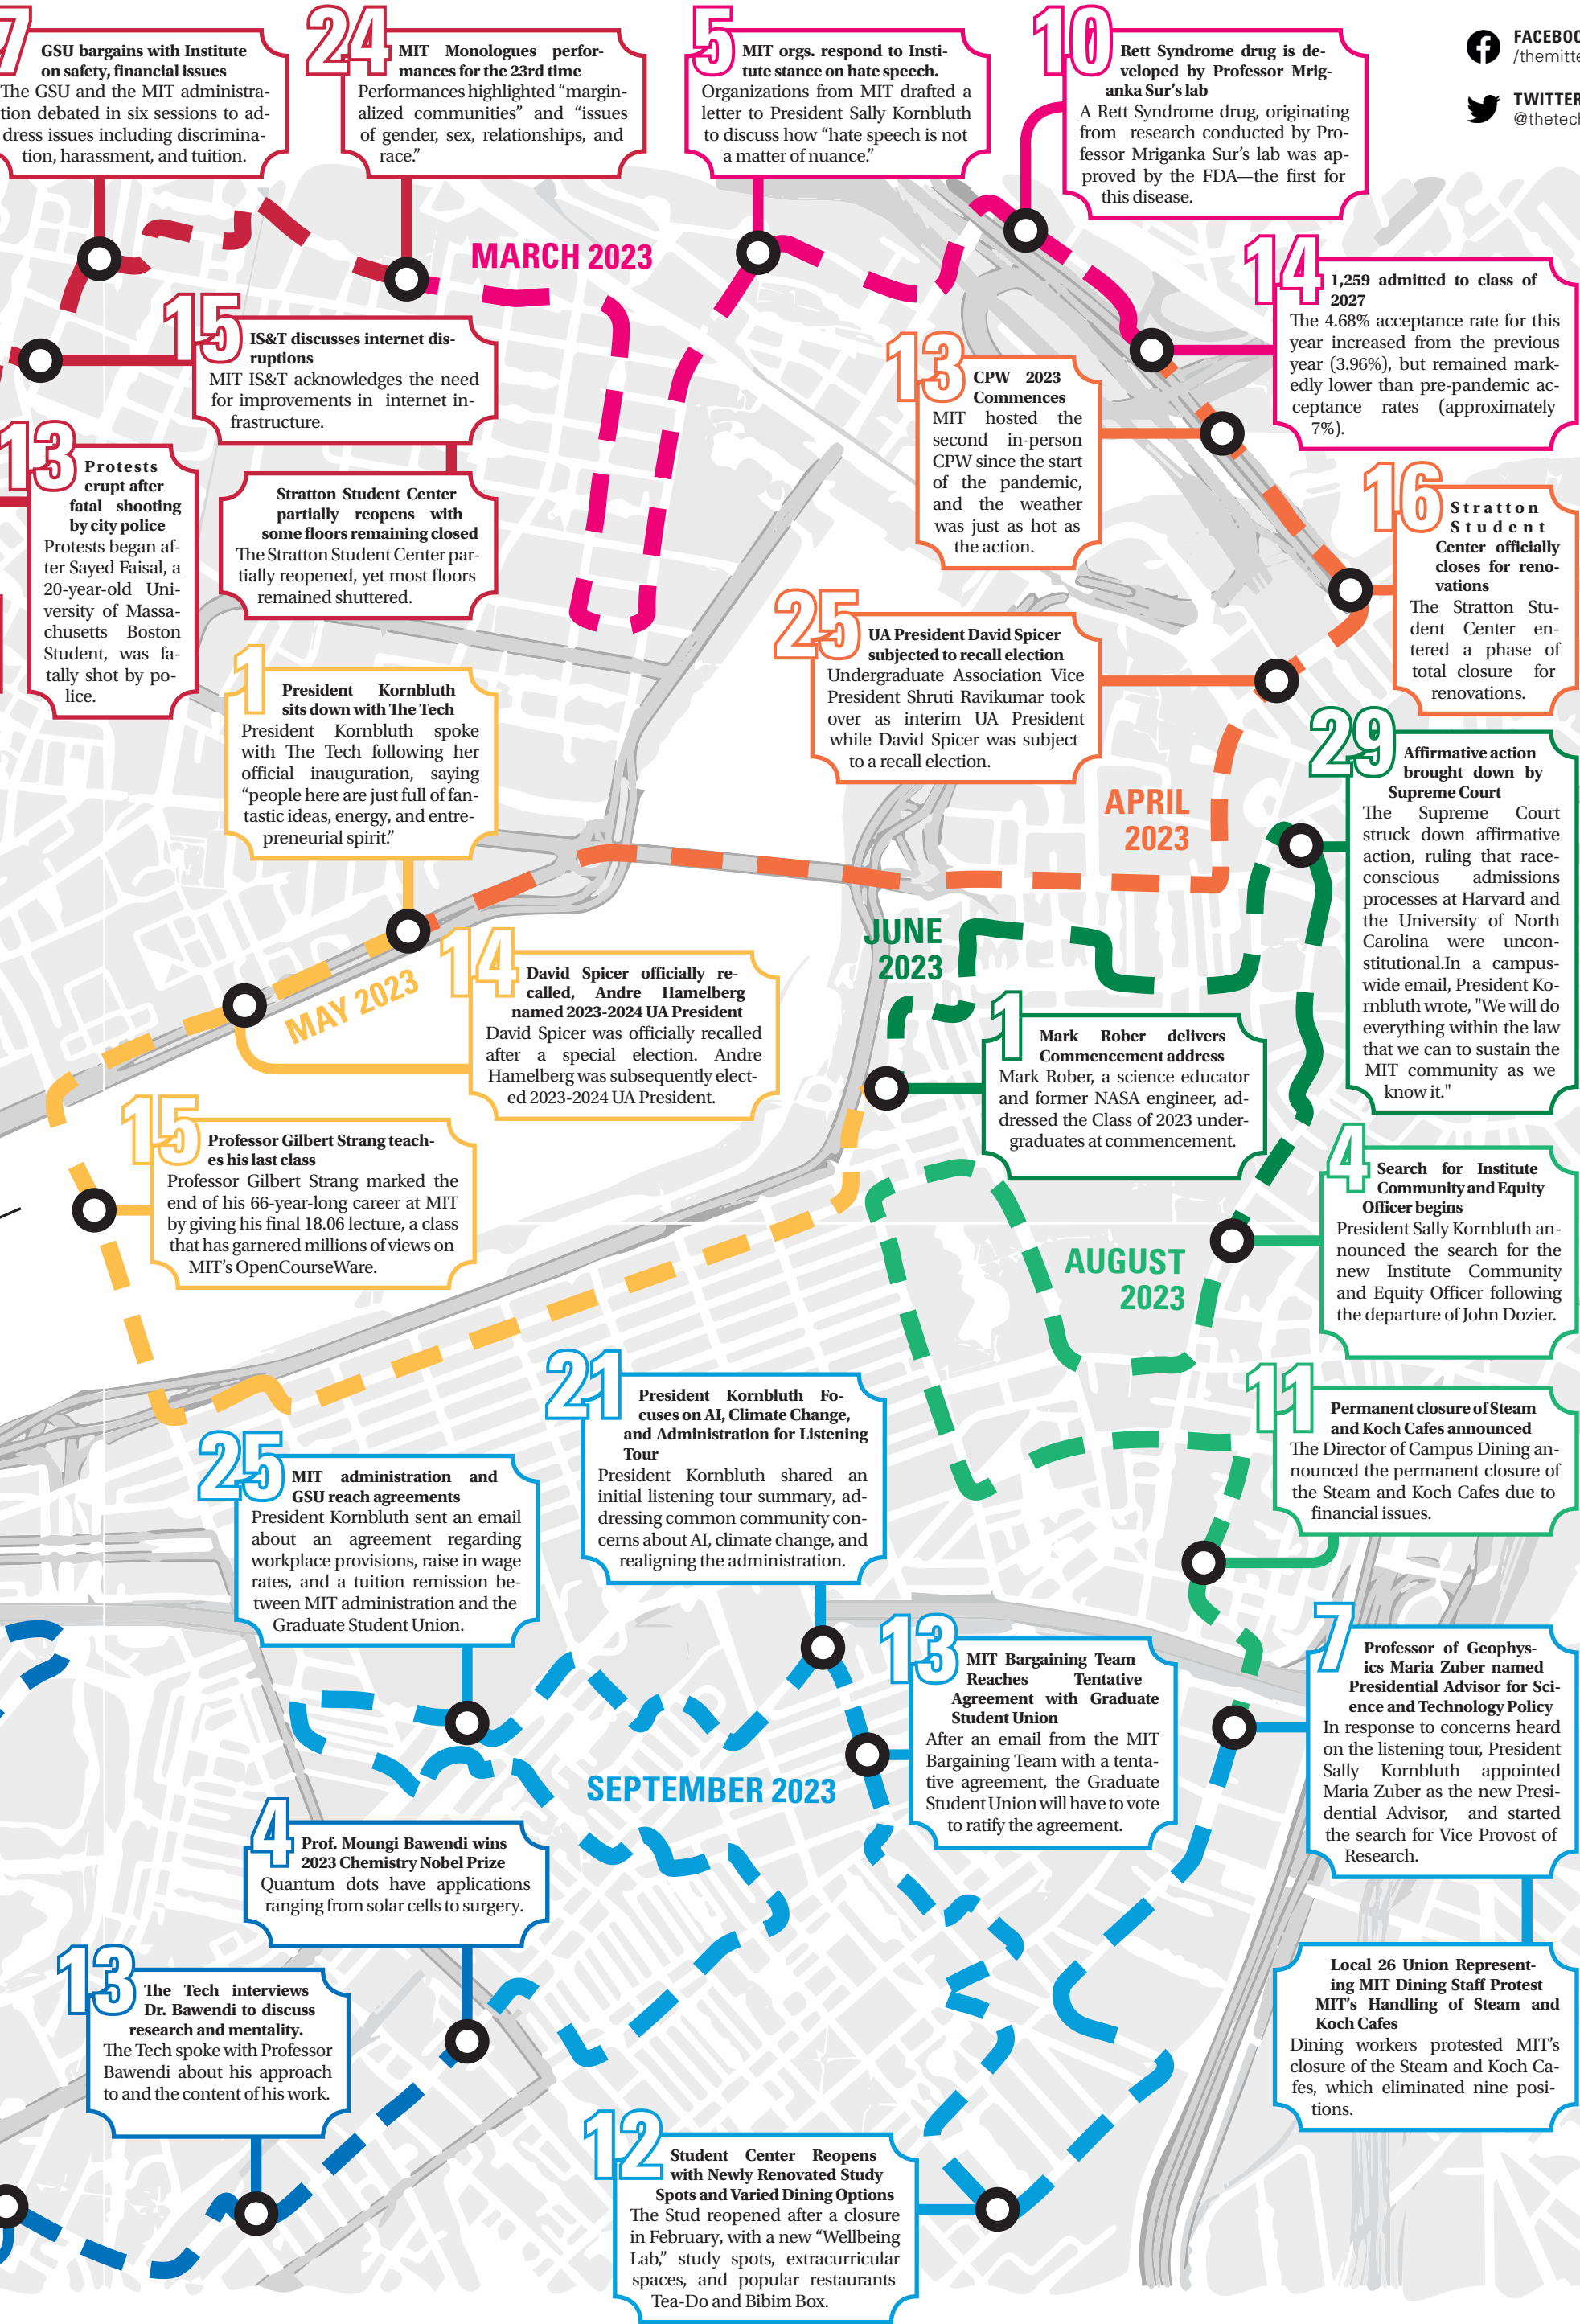 7
GSU bargains with Institute
on safety, financial issues
The GSU and the MIT administra-
tion debated in six sessions to ad-
dress issues including discrimina-
tion, harassment, and tuition.
24
MIT Monologues perfor-
mances for the 23rd time
Performances highlighted “margin-
alized communities” and “issues
of gender, sex, relationships, and
race.”
5
MIT orgs. respond to Insti-
tute stance on hate speech.
Organizations from MIT drafted a
letter to President Sally Kornbluth
to discuss how “hate speech is not
a matter of nuance.”
10
Rett Syndrome drug is de-
veloped by Professor Mrig-
anka Sur’s lab
A Rett Syndrome drug, originating
from research conducted by Pro-
fessor Mriganka Sur’s lab was ap-
proved by the FDA—the first for
this disease.
FACEBOO
/themitte
TWITTER
@thetech
MARCH 2023
14
1,259 admitted to class of
2027
The 4.68% acceptance rate for this
year increased from the previous
year (3.96%), but remained mark-
edly lower than pre-pandemic ac-
ceptance rates (approximately
7%).
15
IS&T discusses internet dis-
ruptions
MIT IS&T acknowledges the need
for improvements in internet in-
frastructure.
13
CPW 2023
Commences
MIT hosted the
second in-person
CPW since the start
of the pandemic,
and the weather
was just as hot as
the action.
13
Protests
erupt after
fatal shooting
by city police
Protests began af-
ter Sayed Faisal, a
20-year-old Uni-
versity of Massa-
chusetts Boston
Student, was fa-
tally shot by po-
lice.
Stratton Student Center
partially reopens with
some floors remaining closed
The Stratton Student Center par-
tially reopened, yet most floors
remained shuttered.
16
Stratton
Student
Center officially
closes for reno-
vations
The Stratton Stu-
dent Center en-
tered a phase of
total closure for
renovations.
25
UA President David Spicer
subjected to recall election
Undergraduate Association Vice
President Shruti Ravikumar took
over as interim UA President
while David Spicer was subject
to a recall election.
1
President Kornbluth
sits down with The Tech
President Kornbluth spoke
with The Tech following her
official inauguration, saying
“people here are just full of fan-
tastic ideas, energy, and entre-
preneurial spirit.”
29
Affirmative action
brought down by
Supreme Court
The Supreme Court
struck down affirmative
action, ruling that race-
conscious admissions
processes at Harvard and
the University of North
Carolina were uncon-
stitutional.In a campus-
wide email, President Ko-
rnbluth wrote, "We will do
everything within the law
that we can to sustain the
MIT community as we
know it."
APRIL
2023
JUNE
2023
MAY 2023
14
David Spicer officially re-
called, Andre Hamelberg
named 2023-2024 UA President
David Spicer was officially recalled
after a special election. Andre
Hamelberg was subsequently elect-
ed 2023-2024 UA President.
1
Mark Rober delivers
Commencement address
Mark Rober, a science educator
and former NASA engineer, ad-
dressed the Class of 2023 under-
graduates at commencement.
15
Professor Gilbert Strang teach-
es his last class
Professor Gilbert Strang marked the
end of his 66-year-long career at MIT
by giving his final 18.06 lecture, a class
that has garnered millions of views on
MIT’s OpenCourseWare.
4
Search for Institute
Community and Equity
Officer begins
President Sally Kornbluth an-
nounced the search for the
new Institute Community
and Equity Officer following
the departure of John Dozier.
AUGUST
2023
21
President Kornbluth Fo-
cuses on AI, Climate Change,
and Administration for Listening
Tour
President Kornbluth shared an
initial listening tour summary, ad-
dressing common community con-
cerns about AI, climate change, and
realigning the administration.
11
Permanent closure of Steam
and Koch Cafes announced
The Director of Campus Dining an-
nounced the permanent closure of
the Steam and Koch Cafes due to
financial issues.
25
MIT administration and
GSU reach agreements
President Kornbluth sent an email
about an agreement regarding
workplace provisions, raise in wage
rates, and a tuition remission be-
tween MIT administration and the
Graduate Student Union.
13
MIT Bargaining Team
Reaches Tentative
Agreement with Graduate
Student Union
After an email from the MIT
Bargaining Team with a tenta-
tive agreement, the Graduate
Student Union will have to vote
to ratify the agreement.
7
Professor of Geophys-
ics Maria Zuber named
Presidential Advisor for Sci-
ence and Technology Policy
In response to concerns heard
on the listening tour, President
Sally Kornbluth appointed
Maria Zuber as the new Presi-
dential Advisor, and started
the search for Vice Provost of
Research.
SEPTEMBER 2023
4
Prof. Moungi Bawendi wins
2023 Chemistry Nobel Prize
Quantum dots have applications
ranging from solar cells to surgery.
13
The Tech interviews
Dr. Bawendi to discuss
research and mentality.
The Tech spoke with Professor
Bawendi about his approach
to and the content of his work.
Local 26 Union Represent-
ing MIT Dining Staff Protest
MIT’s Handling of Steam and
Koch Cafes
Dining workers protested MIT’s
closure of the Steam and Koch Ca-
fes, which eliminated nine posi-
tions.
12
Student Center Reopens
with Newly Renovated Study
Spots and Varied Dining Options
The Stud reopened after a closure
in February, with a new “Wellbeing
Lab,” study spots, extracurricular
spaces, and popular restaurants
Tea-Do and Bibim Box.